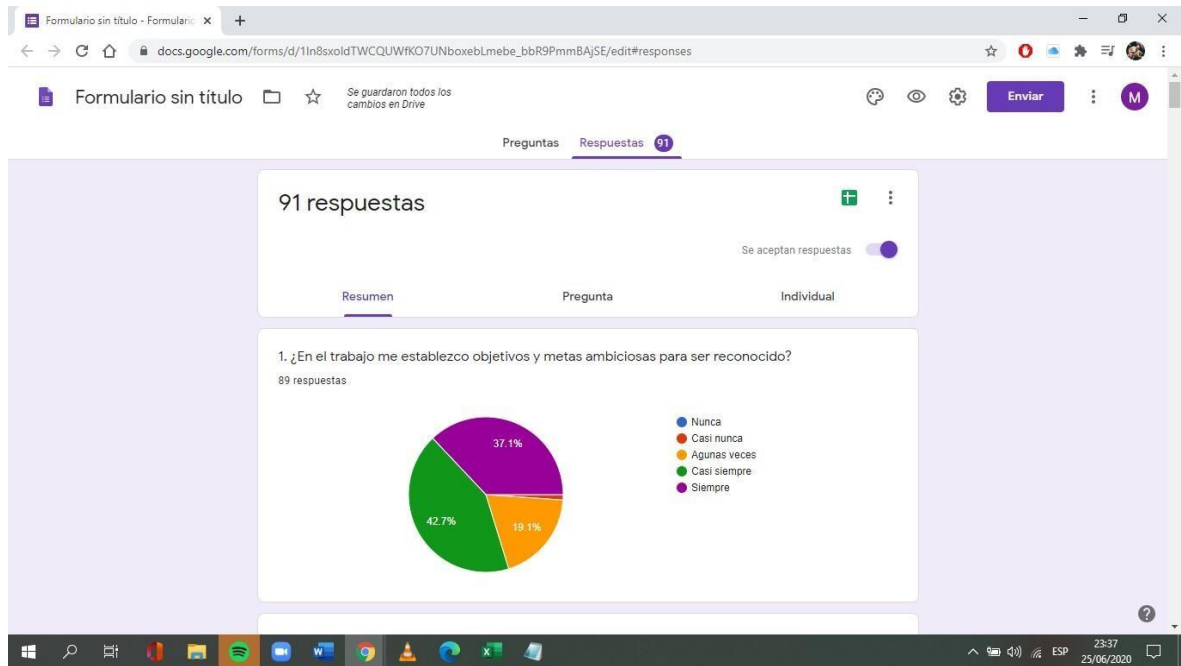 Formulario sin título - Formulario
docs.google.com/forms/d/1In8sxoldTWCQUWfKO7UNboxebLmebe_bbR9PmmBAjSE/edit#responses
Formulario sin título
Se guardaron todos los
cambios en Drive
Enviar
M
Preguntas Respuestas 91
91 respuestas
Se aceptan respuestas
Resumen Pregunta Individual
1. ¿En el trabajo me establezco objetivos y metas ambiciosas para ser reconocido?
89 respuestas
Nunca
Casi nunca
Agunas veces
Casi siempre
Siempre
37.1%
42.7%
19.1%
ESP
23:37
25/06/2020